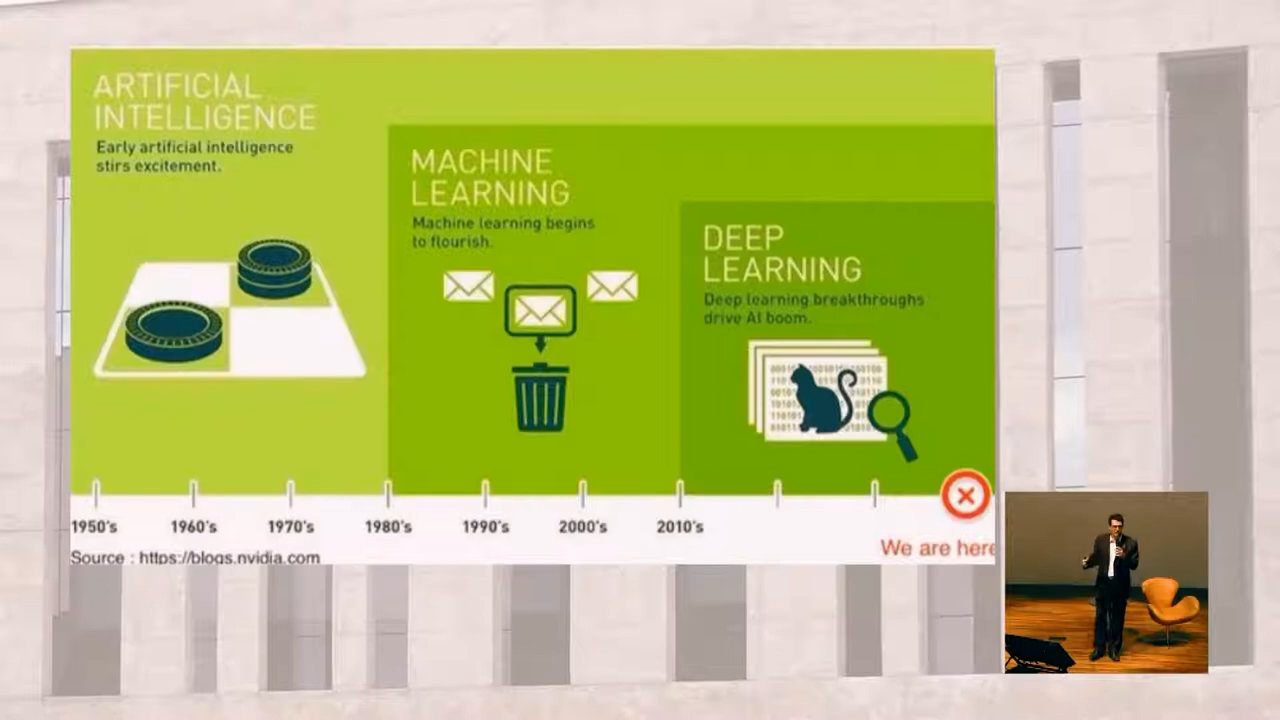 ARTIFICIAL
INTELLIGENCE
Early artificial intelligence
stirs excitement.
MACHINE
LEARNING
Machine learning begins
to flourish.
DEEP
LEARNING
Deep learning breakthroughs
drive AI boom.
1950's 1960's 1970's 1980's 1990's 2000's 2010's
We are here
Source : https://blogs.nvidia.com